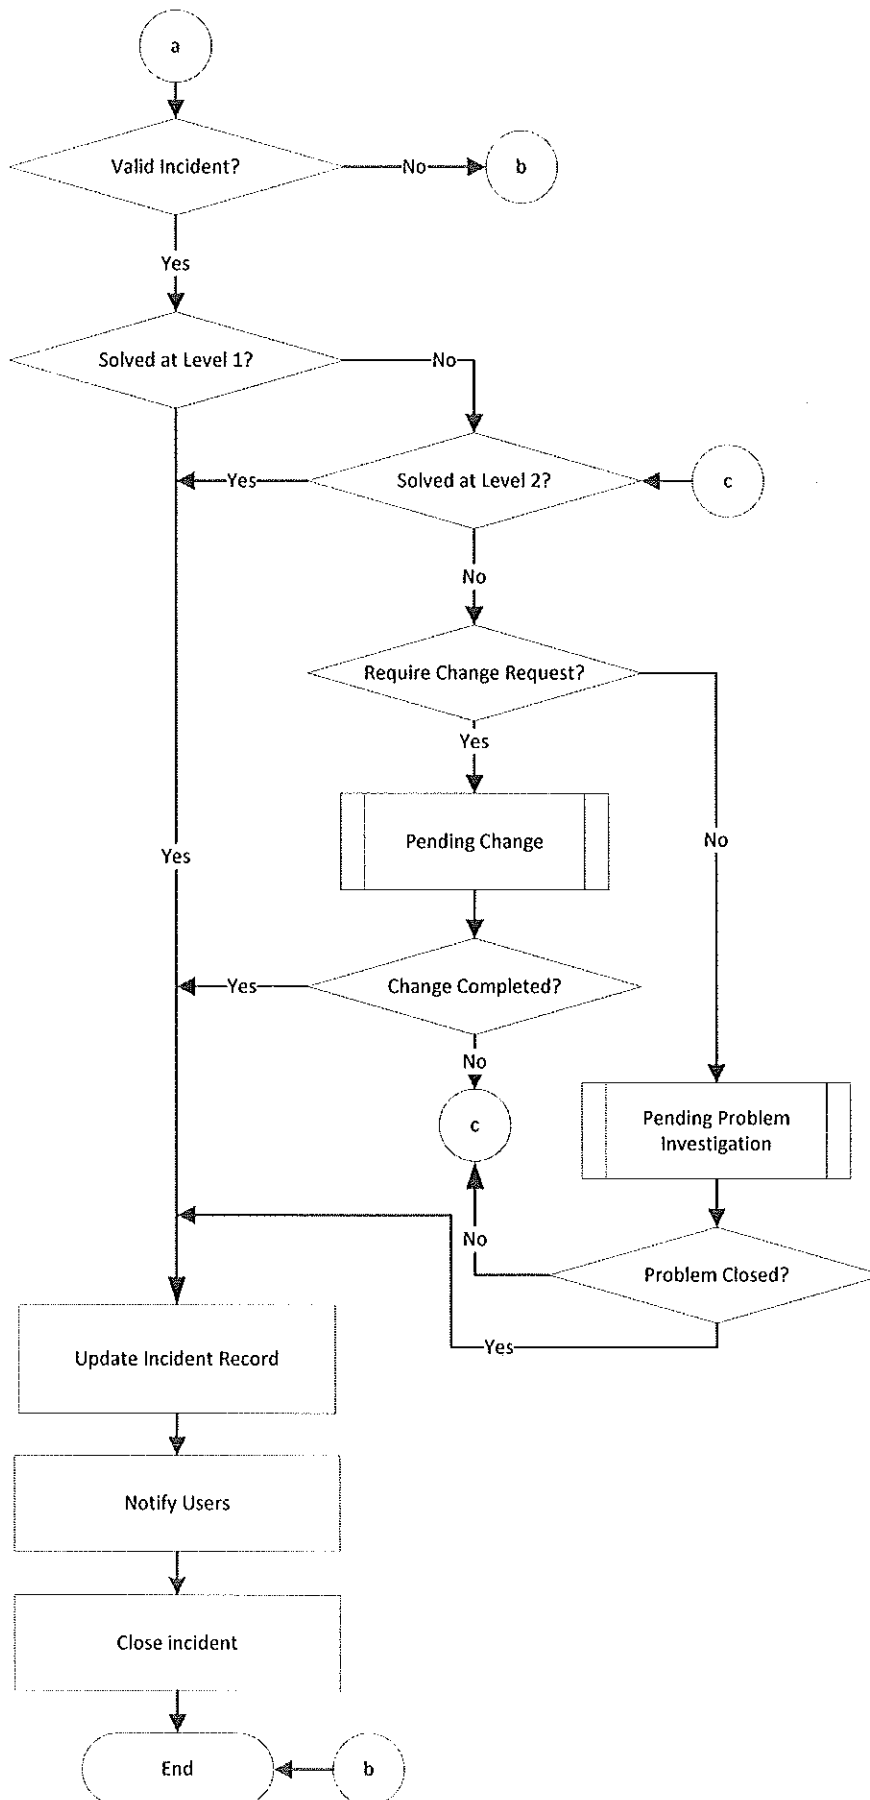 a
Valid Incident?
No
b
Yes
Solved at Level 1?
No
Yes
Solved at Level 2?
c
No
Require Change Request?
Yes
Pending Change
No
Yes
Yes
Change Completed?
No
c
Pending Problem
Investigation
No
Problem Closed?
Yes
Update Incident Record
Notify Users
Close incident
End
b